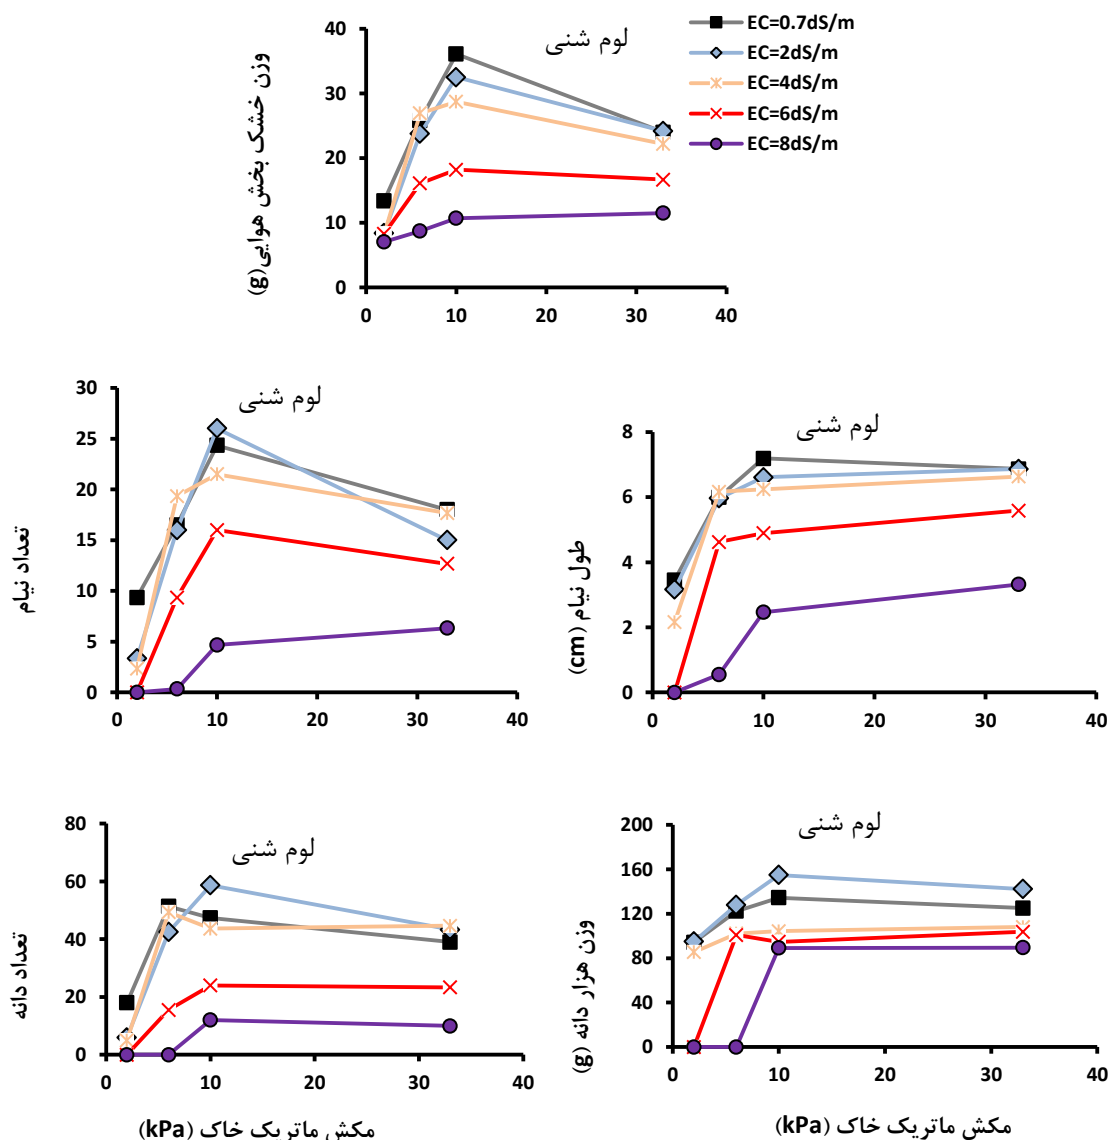 لوم شنی
EC=0.7dS/m
EC=2dS/m
EC=4dS/m
EC=6dS/m
EC=8dS/m
وزن خشک بخش هوایی(g)
40
30
20
10
0
0 10 20 30 40
لوم شنی
تعداد نیام
30
25
20
15
10
5
0
0 10 20 30 40
لوم شنی
طول نیام (cm)
8
6
4
2
0
0 10 20 30 40
لوم شنی
تعداد دانه
80
60
40
20
0
0 10 20 30 40
مکش ماتریک خاک (kPa)
لوم شنی
وزن هزار دانه (g)
200
160
120
80
40
0
0 10 20 30 40
مکش ماتریک خاک (kPa)